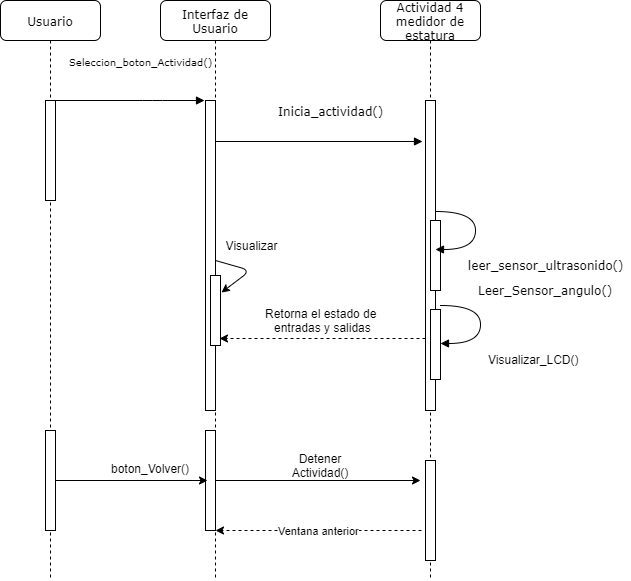 Usuario
Interfaz de
Usuario
Actividad 4
medidor de
estatura
Seleccion_boton_Actividad()
Inicia_actividad()
Visualizar
leer_sensor_ultrasonido()
Leer_Sensor_angulo()
Retorna el estado de
entradas y salidas
Visualizar_LCD()
boton_Volver()
Detener
Actividad()
Ventana anterior